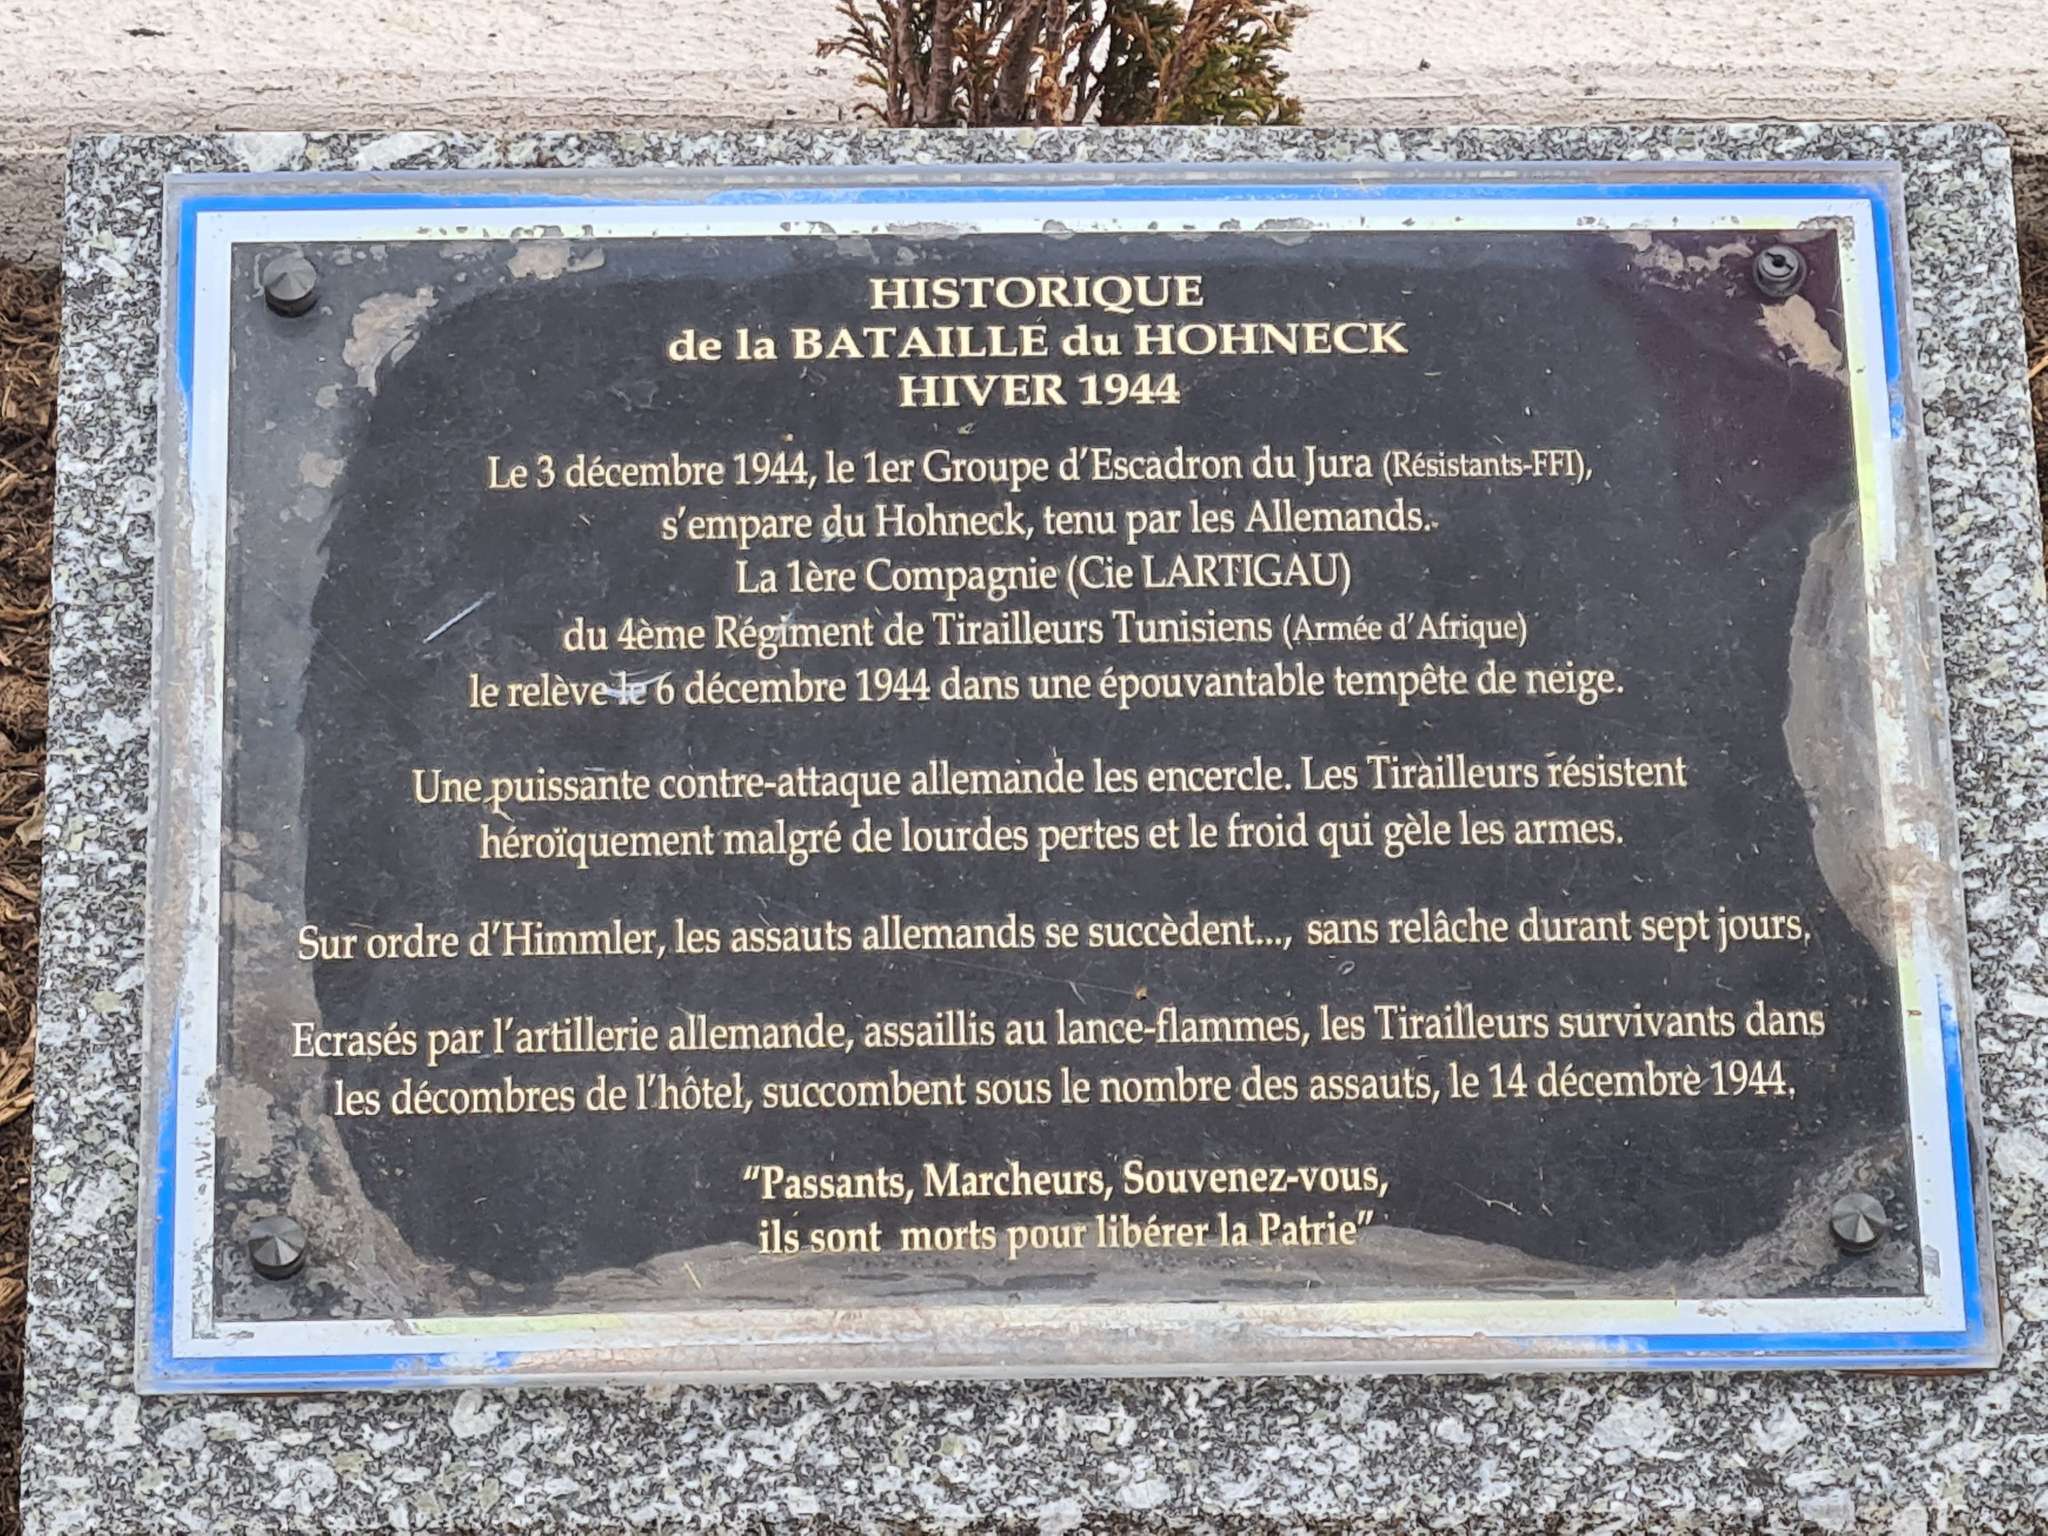 HISTORIQUE
de la BATAILLE du HOHNECK
HIVER 1944
Le 3 décembre 1944, le 1er Groupe d'Escadron du Jura (Résistants-FFI),
s'empare du Hohneck, tenu par les Allemands.
La 1ère Compagnie (Cie LARTIGAU)
du 4ème Régiment de Tirailleurs Tunisiens (Armée d'Afrique)
le relève le 6 décembre 1944 dans une épouvantable tempête de neige.
Une puissante contre-attaque allemande les encercle. Les Tirailleurs résistent
héroïquement malgré de lourdes pertes et le froid qui gèle les armes.
Sur ordre d'Himmler, les assauts allemands se succèdent..., sans relâche durant sept jours.
Ecrasés par l'artillerie allemande, assaillis au lance-flammes, les Tirailleurs survivants dans
les décombres de l'hôtel, succombent sous le nombre des assauts, le 14 décembre 1944.
"Passants, Marcheurs, Souvenez-vous,
ils sont morts pour libérer la Patrie"